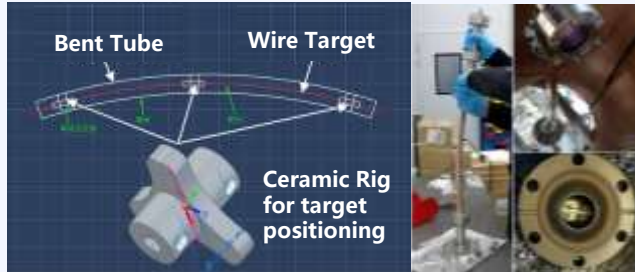 Bent Tube
Wire Target
Ceramic Rig
for target
positioning